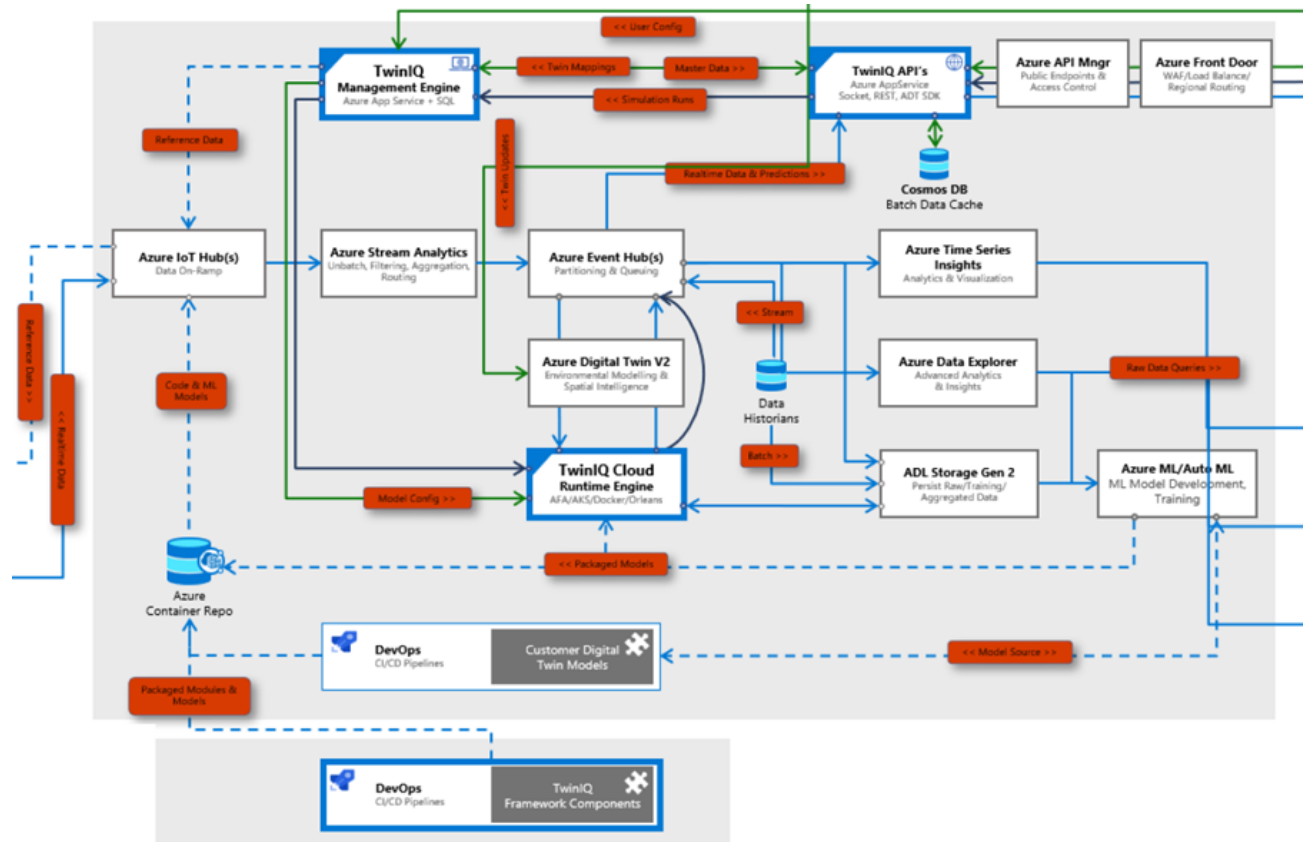 << User Config
TwinIQ
Management Engine
Azure App Service + SQL
<< Twin Mappings
Master Data >>
<< Simulation Runs
TwinIQ API's
Azure AppService
Socket, REST, ADT SDK
Azure API Mngr
Public Endpoints &
Access Control
Azure Front Door
WAF/Load Balance/
Regional Routing
Reference Data
<< Twin Updates
Realtime Data & Predictions >>
Cosmos DB
Batch Data Cache
Azure IoT Hub(s)
Data On-Ramp
Azure Stream Analytics
Unbatch, Filtering, Aggregation,
Routing
Azure Event Hub(s)
Partitioning & Queuing
Azure Time Series
Insights
Analytics & Visualization
<< Stream
Reference Data >>
<< Realtime Data
Code & ML
Models
Azure Digital Twin V2
Environmental Modelling &
Spatial Intelligence
Data
Historians
Azure Data Explorer
Advanced Analytics
& Insights
Raw Data Queries >>
Batch >>
TwinIQ Cloud
Runtime Engine
AFA/AKS/Docker/Orleans
Model Config >>
ADL Storage Gen 2
Persist Raw/Training/
Aggregated Data
Azure ML/Auto ML
ML Model Development,
Training
<< Packaged Models
Azure
Container Repo
DevOps
CI/CD Pipelines
Customer Digital
Twin Models
<< Model Source >>
Packaged Modules &
Models
DevOps
CI/CD Pipelines
TwinIQ
Framework Components